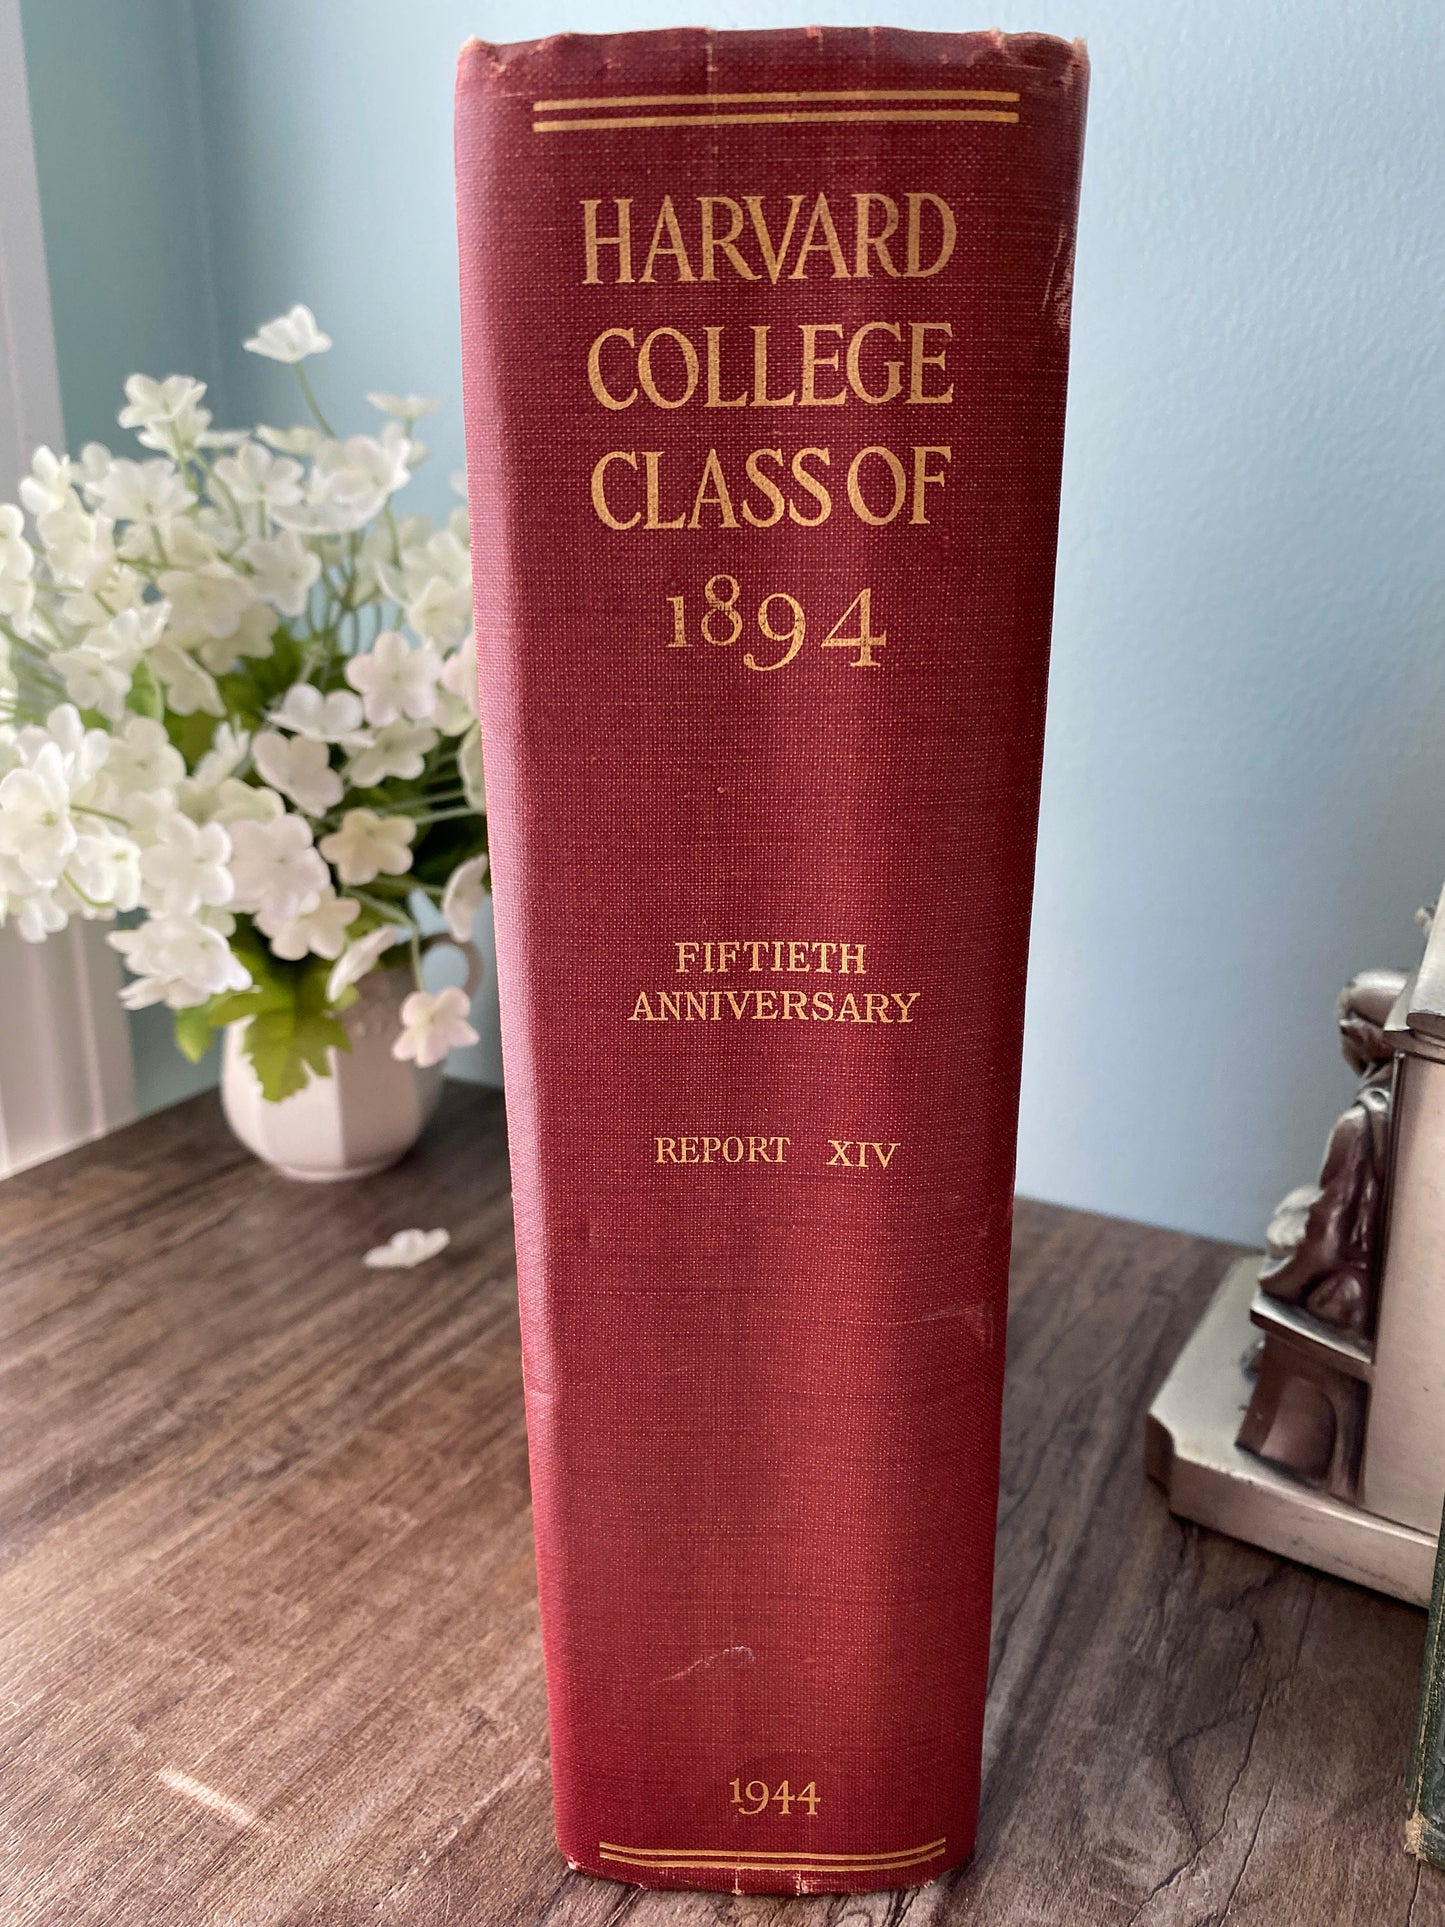 HARVARD
COLLEGE
CLASS OF
1894
FIFTIETH
ANNIVERSARY
REPORT XIV
1944